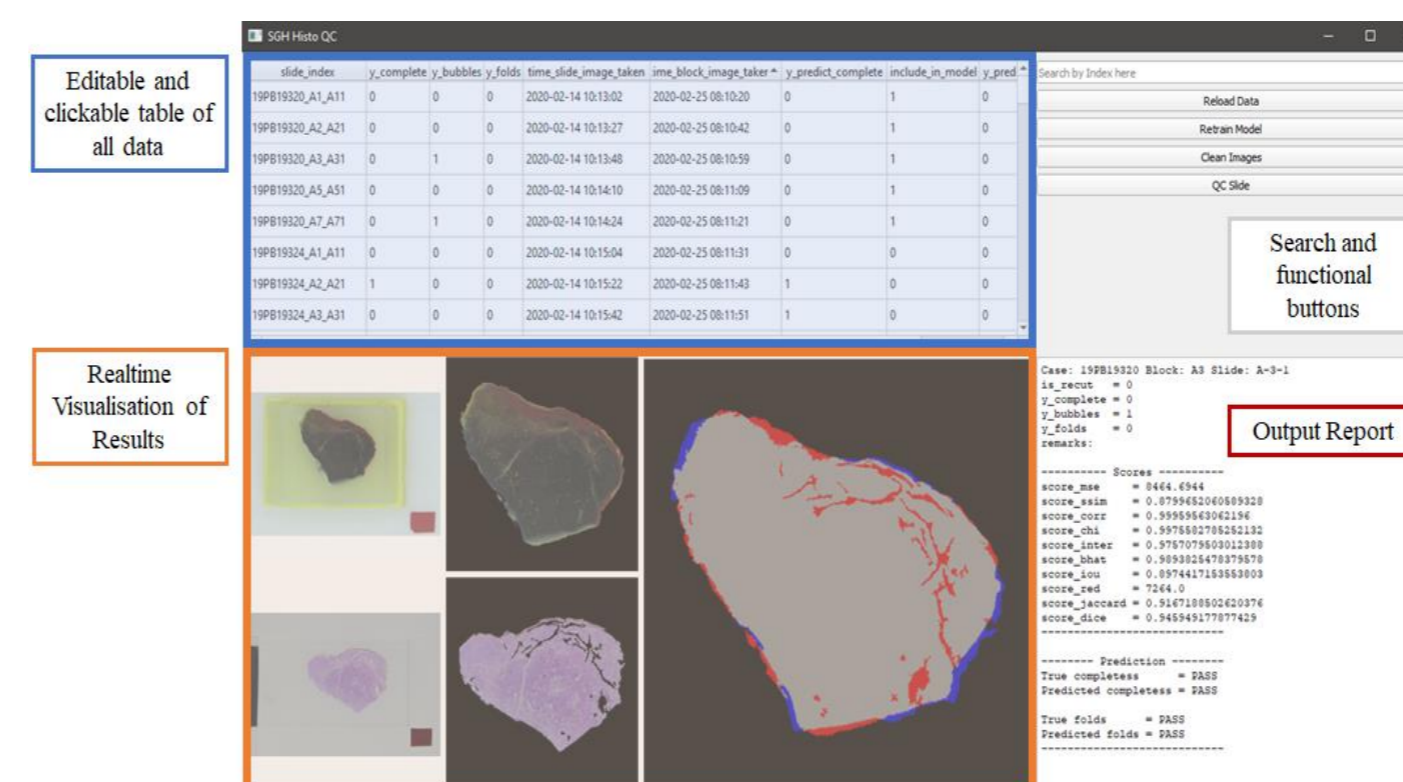 SGH Histo QC
Editable and
clickable table of
all data
slide_index y_complete y_bubbles y_folds time_slide_image_taken ime_block_image_taker y_predict_complete include_in_model y_pred
19PB19320_A1_A11 0 0 0 2020-02-14 10:13:02 2020-02-25 08:10:20 0 1 0
19PB19320_A2_A21 0 0 0 2020-02-14 10:13:27 2020-02-25 08:10:42 0 1 0
19PB19320_A3_A31 0 1 0 2020-02-14 10:13:48 2020-02-25 08:10:59 0 1 0
19PB19320_A5_A51 0 0 0 2020-02-14 10:14:10 2020-02-25 08:11:09 0 1 0
19PB19320_A7_A71 0 1 0 2020-02-14 10:14:24 2020-02-25 08:11:21 0 1 0
19PB19324_A1_A11 0 0 0 2020-02-14 10:15:04 2020-02-25 08:11:31 0 0 0
19PB19324_A2_A21 1 0 0 2020-02-14 10:15:22 2020-02-25 08:11:43 1 0 0
19PB19324_A3_A31 0 0 0 2020-02-14 10:15:42 2020-02-25 08:11:51 1 0 0
Search by Index here
Reload Data
Retrain Model
Clean Images
QC Slide
Search and
functional
buttons
Realtime
Visualisation of
Results
Case: 19PB19320 Block: A3 Slide: A-3-1
is_recut = 0
y_complete = 0
y_bubbles = 1
y_folds = 0
remarks:
Output Report
---------- Scores ----------
score_mse = 8464.6944
score_ssim = 0.8799652060589328
score_corr = 0.99959563062196
score_chi = 0.9975582785252132
score_inter = 0.9757079503012388
score_bhat = 0.9893825478379578
score_iou = 0.8974417153553803
score_red = 7264.0
score_jaccard = 0.9167188502620376
score_dice = 0.945949177877429
----------------------------
-------- Prediction --------
True completess = PASS
Predicted completess = PASS
True folds = PASS
Predicted folds = PASS
----------------------------